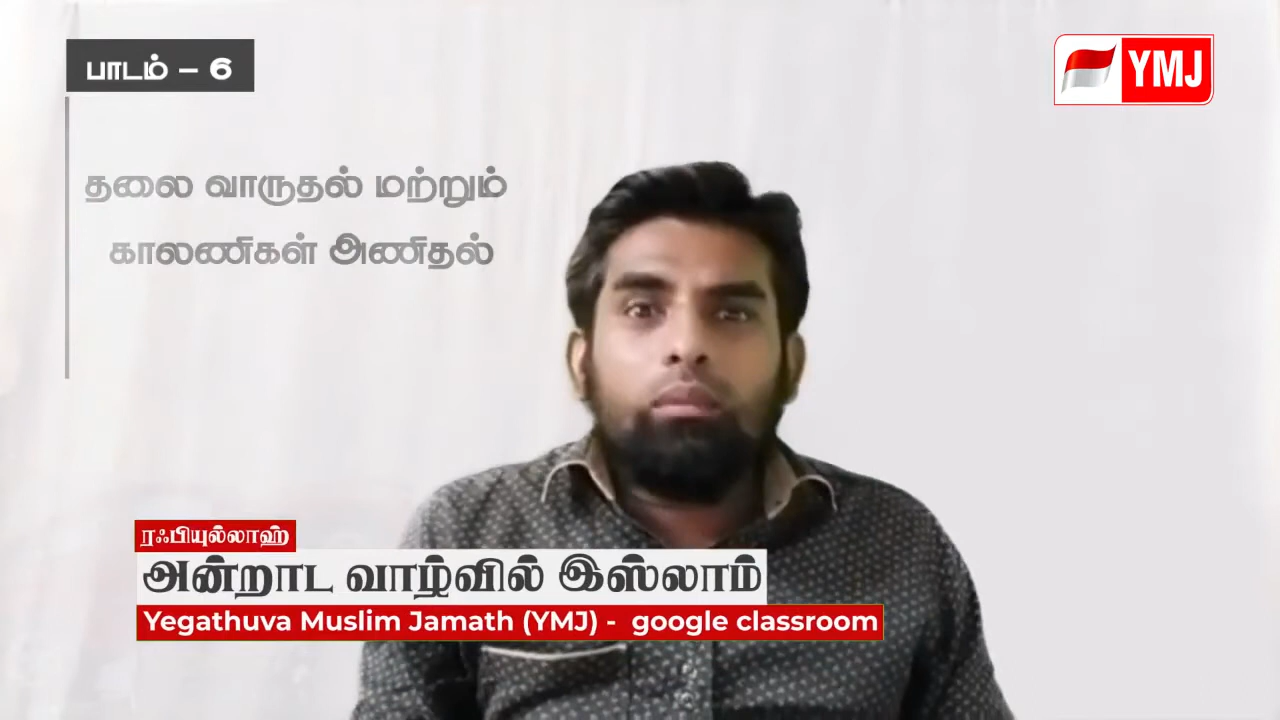 பாடம் – 6
YMJ
தலை வாருதல் மற்றும்
காலணிகள் அணிதல்
ரஃபியுல்லாஹ்
அன்றாட வாழ்வில் இஸ்லாம்
Yegathuva Muslim Jamath (YMJ) - google classroom